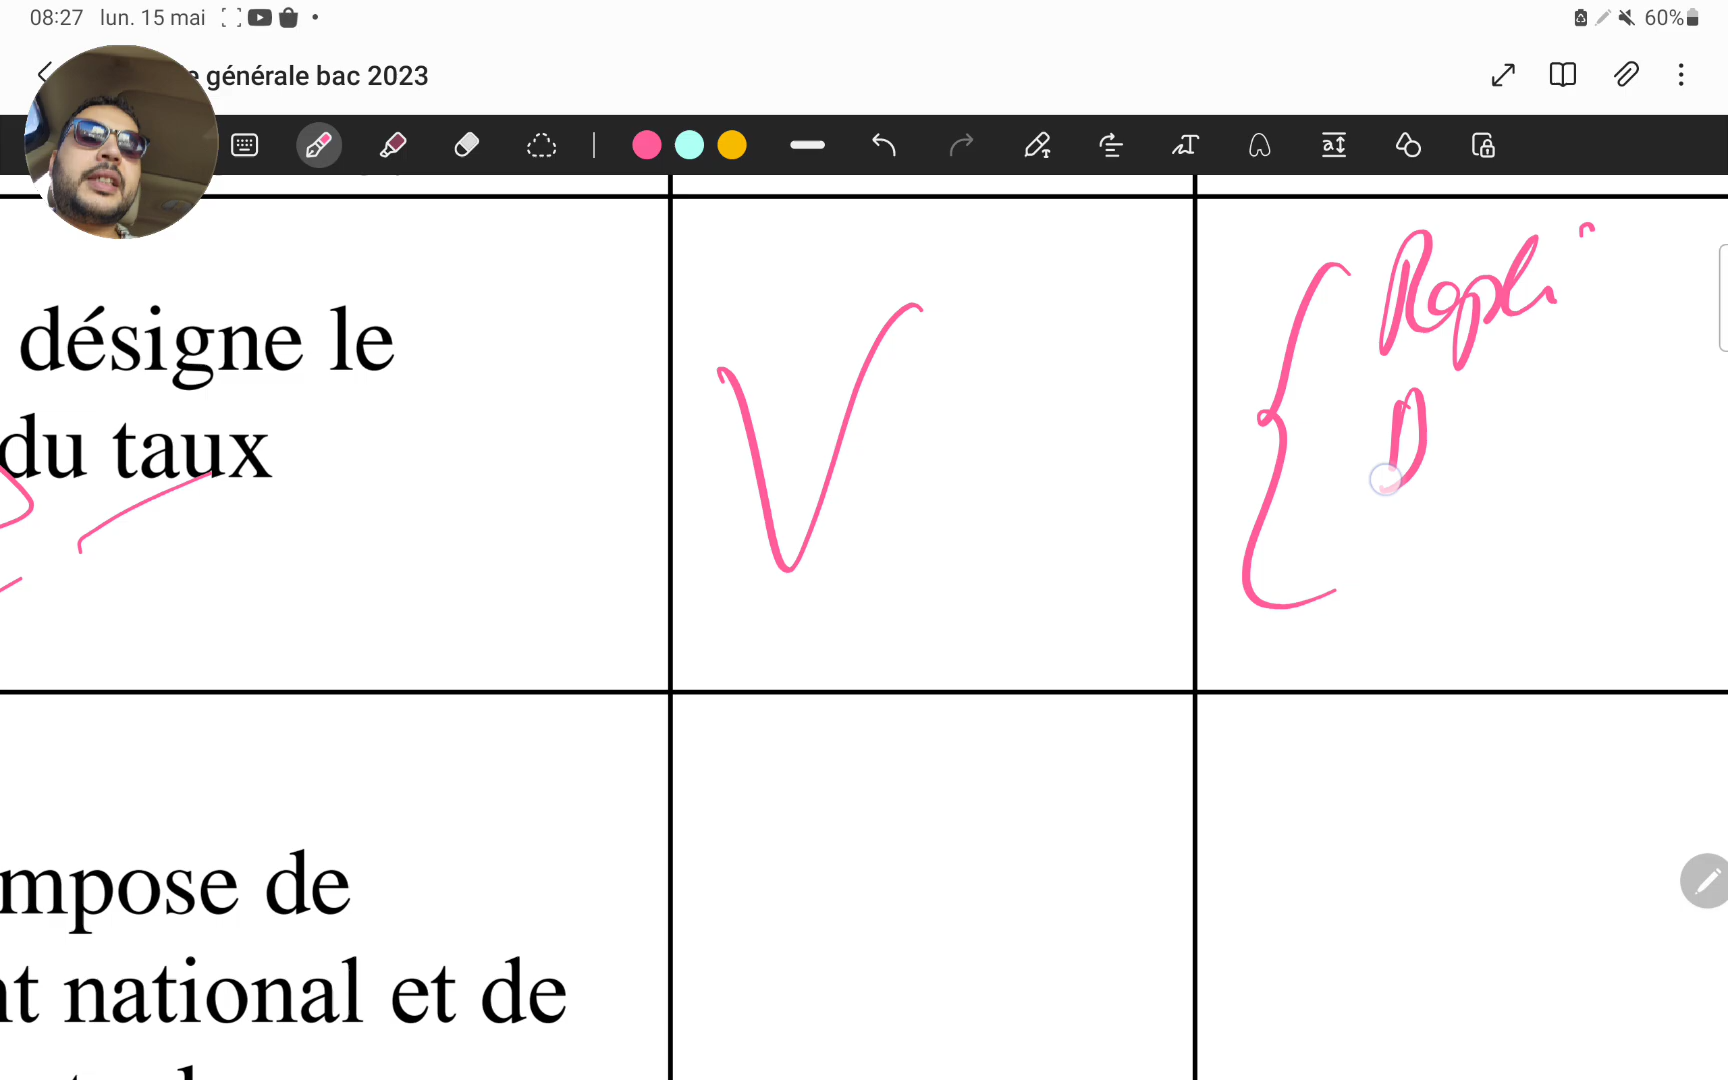 08:27 lun. 15 mai
60%
générale bac 2023
désigne le
du taux
V
D
mpose de
nt national et de